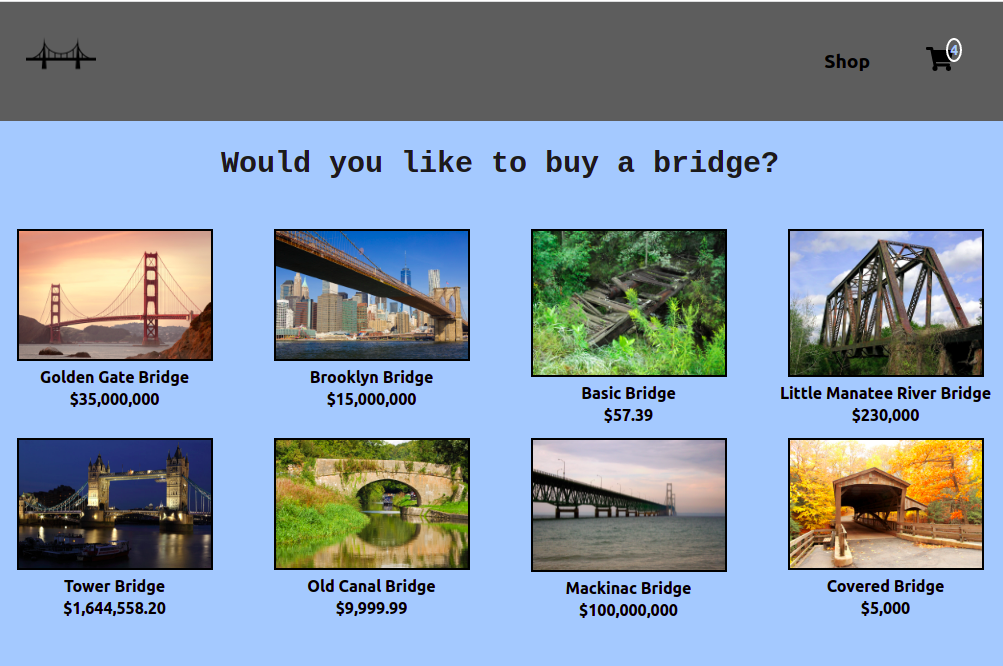 Shop
4
Would you like to buy a bridge?
Golden Gate Bridge
$35,000,000
Brooklyn Bridge
$15,000,000
Basic Bridge
$57.39
Little Manatee River Bridge
$230,000
Tower Bridge
$1,644,558.20
Old Canal Bridge
$9,999.99
Mackinac Bridge
$100,000,000
Covered Bridge
$5,000